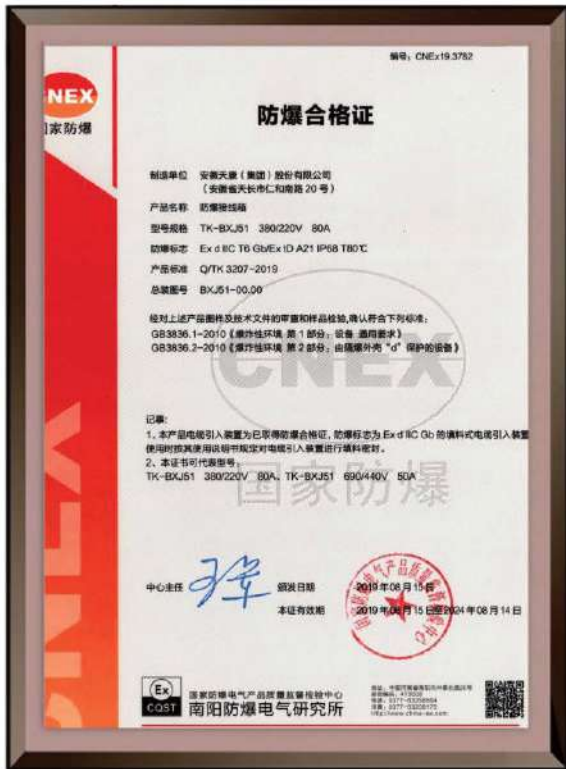 编号：CNEx19.3782
CNEX
国家防爆
防爆合格证
制造单位 安徽天康（集团）股份有限公司
（安徽省天长市仁和南路20号）
产品名称 防爆接线箱
型号规格 TK-BXJ51 380/220V 80A
防爆标志 Ex d IIC T6 Gb/Ex tD A21 IP68 T80℃
产品标准 Q/TK 3207-2019
总装图号 BXJ51-00.00
经对上述产品图样及技术文件的审查和样品检验,确认符合下列标准：
GB3836.1-2010《爆炸性环境 第1部分：设备 通用要求》
GB3836.2-2010《爆炸性环境 第2部分：由隔爆外壳“d”保护的设备》
CNEX
记事:
1、本产品电缆引入装置为已取得防爆合格证，防爆标志为 Ex d IIC Gb 的填料式电缆引入装置
使用时按其使用说明书规定对电缆引入装置进行填料密封。
2、本证书可代表型号：
TK-BXJ51 380/220V 80A、TK-BXJ51 690/440V 50A
国家防爆
中心主任 颁发日期 2019年08月15日
本证有效期 2019年08月15日至2024年08月14日
CNEX
Ex
CQST
国家防爆电气产品质量监督检验中心
南阳防爆电气研究所